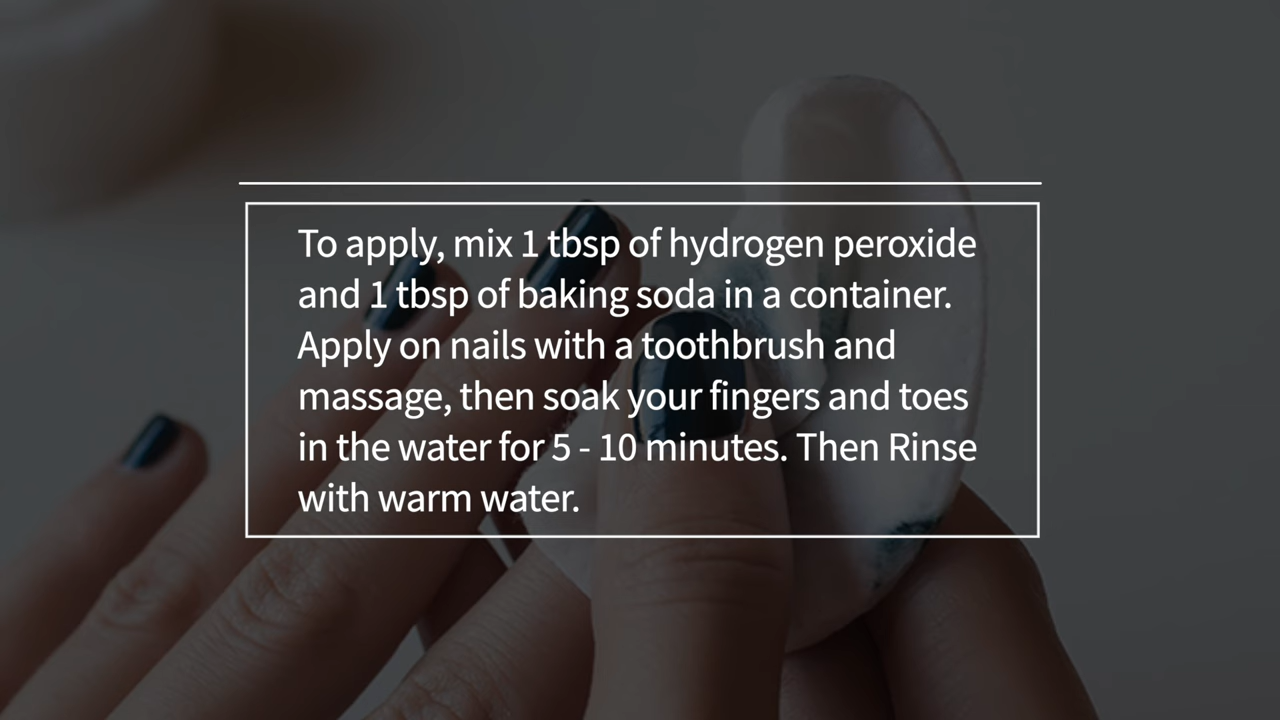 To apply, mix 1 tbsp of hydrogen peroxide
and 1 tbsp of baking soda in a container.
Apply on nails with a toothbrush and
massage, then soak your fingers and toes
in the water for 5 - 10 minutes. Then Rinse
with warm water.